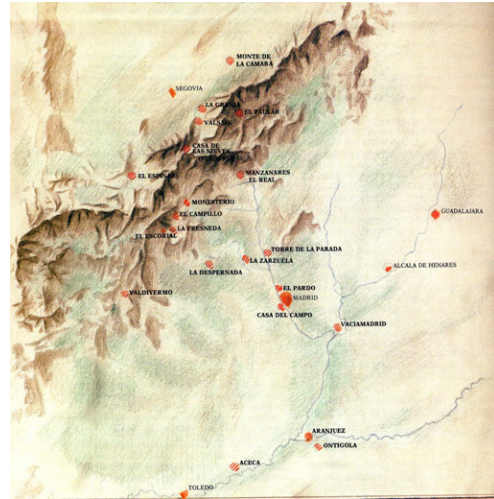 MONTE DE
LA CAMARA
SEGOVIA
LA GRANJA
EL PAULAR
VALSAIN
CASA DE
LAS NIEVES
EL ESPINAR
MANZANARES
EL REAL
MONESTERIO
EL CAMPILLO
GUADALAJARA
LA FRESNEDA
EL ESCORIAL
TORRE DE LA PARADA
LA ZARZUELA
LA DESPERNADA
ALCALA DE HENARES
EL PARDO
VALDIVERMO
MADRID
CASA DEL CAMPO
VACIAMADRID
ARANJUEZ
ONTIGOLA
ACECA
TOLEDO